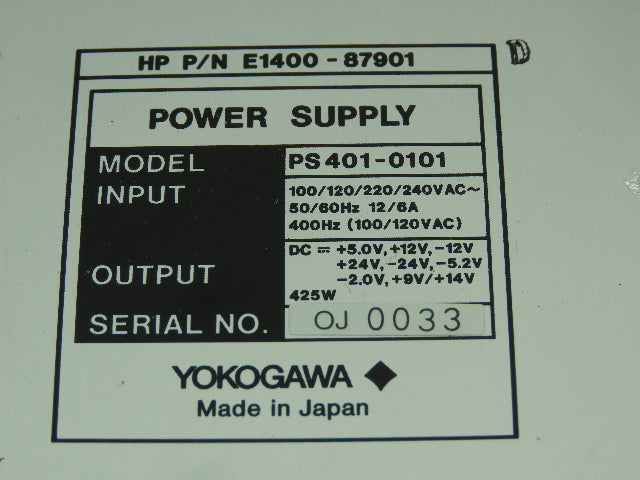 HP P/N E1400-87901
D
POWER SUPPLY
MODEL PS401-0101
INPUT 100/120/220/240VAC~
50/60Hz 12/6A
400Hz (100/120VAC)
OUTPUT DC ⎓ +5.0V,+12V,-12V
+24V,-24V,-5.2V
-2.0V,+9V/+14V
425W
SERIAL NO. OJ 0033
YOKOGAWA ◆
Made in Japan